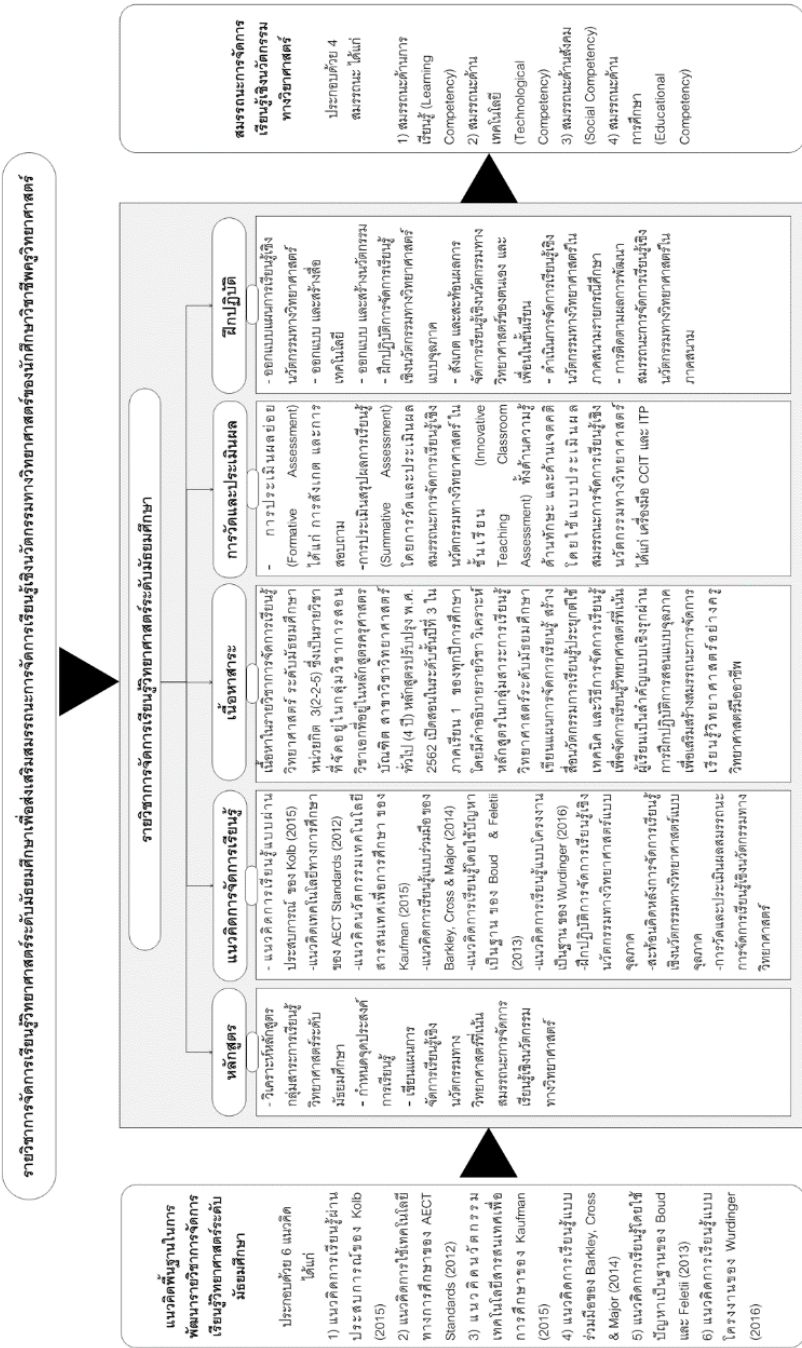 รายวิชาการจัดการเรียนรู้วิทยาศาสตร์ระดับมัธยมศึกษาเพื่อส่งเสริมสมรรถนะการจัดการเรียนรู้เชิงนวัตกรรมทางวิทยาศาสตร์ของนักศึกษาวิชาชีพครูวิทยาศาสตร์
แนวคิดพื้นฐานในการ
พัฒนารายวิชาการจัดการ
เรียนรู้วิทยาศาสตร์ระดับ
มัธยมศึกษา
ประกอบด้วย 6 แนวคิด
ได้แก่
1) แนวคิดการเรียนรู้ผ่าน
ประสบการณ์ของ Kolb
(2015)
2) แนวคิดการใช้เทคโนโลยี
ทางการศึกษาของ AECT
Standards (2012)
3) แนวคิดนวัตกรรม
เทคโนโลยีสารสนเทศเพื่อ
การศึกษาของ Kaufman
(2015)
4) แนวคิดการเรียนรู้แบบ
ร่วมมือของ Barkley, Cross
& Major (2014)
5) แนวคิดการเรียนรู้โดยใช้
ปัญหาเป็นฐานของ Boud
และ Feletii (2013)
6) แนวคิดการเรียนรู้แบบ
โครงงานของ Wurdinger
(2016)
รายวิชาการจัดการเรียนรู้วิทยาศาสตร์ระดับมัธยมศึกษา
หลักสูตร
- วิเคราะห์หลักสูตร
กลุ่มสาระการเรียนรู้
วิทยาศาสตร์ระดับ
มัธยมศึกษา
- กำหนดจุดประสงค์
การเรียนรู้
- เขียนแผนการ
จัดการเรียนรู้เชิง
นวัตกรรมทาง
วิทยาศาสตร์ที่เน้น
สมรรถนะการจัดการ
เรียนรู้เชิงนวัตกรรม
ทางวิทยาศาสตร์
แนวคิดการจัดการเรียนรู้
- แนวคิดการเรียนรู้แบบผ่าน
ประสบการณ์ ของ Kolb (2015)
-แนวคิดเทคโนโลยีทางการศึกษา
ของ AECT Standards (2012)
-แนวคิดนวัตกรรมเทคโนโลยี
สารสนเทศเพื่อการศึกษา ของ
Kaufman (2015)
-แนวคิดการเรียนรู้แบบร่วมมือ ของ
Barkley, Cross & Major (2014)
-แนวคิดการเรียนรู้โดยใช้ปัญหา
เป็นฐาน ของ Boud & Feletii
(2013)
-แนวคิดการเรียนรู้แบบโครงงาน
เป็นฐาน ของ Wurdinger (2016)
-ฝึกปฏิบัติการจัดการเรียนรู้เชิง
นวัตกรรมทางวิทยาศาสตร์แบบ
จุลภาค
-สะท้อนคิดหลังการจัดการเรียนรู้
เชิงนวัตกรรมทางวิทยาศาสตร์แบบ
จุลภาค
-การวัดและประเมินผลสมรรถนะ
การจัดการเรียนรู้เชิงนวัตกรรมทาง
วิทยาศาสตร์
เนื้อหาสาระ
เนื้อหาในรายวิชาการจัดการเรียนรู้
วิทยาศาสตร์ ระดับมัธยมศึกษา
หน่วยกิต 3(2-2-5) ซึ่งเป็นรายวิชา
ที่จัดอยู่ในกลุ่มวิชาการสอน
วิชาเอกที่อยู่ในหลักสูตรครุศาสตร
บัณฑิต สาขาวิชาวิทยาศาสตร์
ทั่วไป (4 ปี) หลักสูตรปรับปรุง พ.ศ.
2562 เปิดสอนในระดับชั้นปีที่ 3 ใน
ภาคเรียน 1 ของทุกปีการศึกษา
โดยมีคำอธิบายรายวิชา วิเคราะห์
หลักสูตรในกลุ่มสาระการเรียนรู้
วิทยาศาสตร์ระดับมัธยมศึกษา
เขียนแผนการจัดการเรียนรู้ สร้าง
สื่อนวัตกรรมการเรียนรู้ประยุกต์ใช้
เทคนิค และวิธีการจัดการเรียนรู้
เพื่อจัดการเรียนรู้วิทยาศาสตร์ที่เน้น
ผู้เรียนเป็นสำคัญแบบเชิงรุกผ่าน
การฝึกปฏิบัติการสอนแบบจุลภาค
เพื่อเสริมสร้างสมรรถนะการจัดการ
เรียนรู้วิทยาศาสตร์อย่างครู
วิทยาศาสตร์มืออาชีพ
การวัดและประเมินผล
- การประเมินผลย่อย
(Formative Assessment)
ได้แก่ การสังเกต และการ
สอบถาม
-การประเมินสรุปผลการเรียนรู้
(Summative Assessment)
โดยการวัดและประเมินผล
สมรรถนะการจัดการเรียนรู้เชิง
นวัตกรรมทางวิทยาศาสตร์ ใน
ชั้นเรียน (Innovative
Teaching Classroom
Assessment) ทั้งด้านความรู้
ด้านทักษะ และด้านเจตคติ
โดยใช้แบบประเมินผล
สมรรถนะการจัดการเรียนรู้เชิง
นวัตกรรมทางวิทยาศาสตร์
ได้แก่ เครื่องมือ CCIT และ ITP
ฝึกปฏิบัติ
- ออกแบบแผนการเรียนรู้เชิง
นวัตกรรมทางวิทยาศาสตร์
- ออกแบบ และสร้างสื่อ
เทคโนโลยี
- ออกแบบ และสร้างนวัตกรรม
- ฝึกปฏิบัติการจัดการเรียนรู้
เชิงนวัตกรรมทางวิทยาศาสตร์
แบบจุลภาค
- สังเกต และสะท้อนผลการ
จัดการเรียนรู้เชิงนวัตกรรมทาง
วิทยาศาสตร์ของตนเอง และ
เพื่อนในชั้นเรียน
- ดำเนินการจัดการเรียนรู้เชิง
นวัตกรรมทางวิทยาศาสตร์ใน
ภาคสนามรายกรณีศึกษา
- การติดตามผลการพัฒนา
สมรรถนะการจัดการเรียนรู้เชิง
นวัตกรรมทางวิทยาศาสตร์ใน
ภาคสนาม
สมรรถนะการจัดการ
เรียนรู้เชิงนวัตกรรม
ทางวิทยาศาสตร์
ประกอบด้วย 4
สมรรถนะ ได้แก่
1) สมรรถนะด้านการ
เรียนรู้ (Learning
Competency)
2) สมรรถนะด้าน
เทคโนโลยี
(Technological
Competency)
3) สมรรถนะด้านสังคม
(Social Competency)
4) สมรรถนะด้าน
การศึกษา
(Educational
Competency)